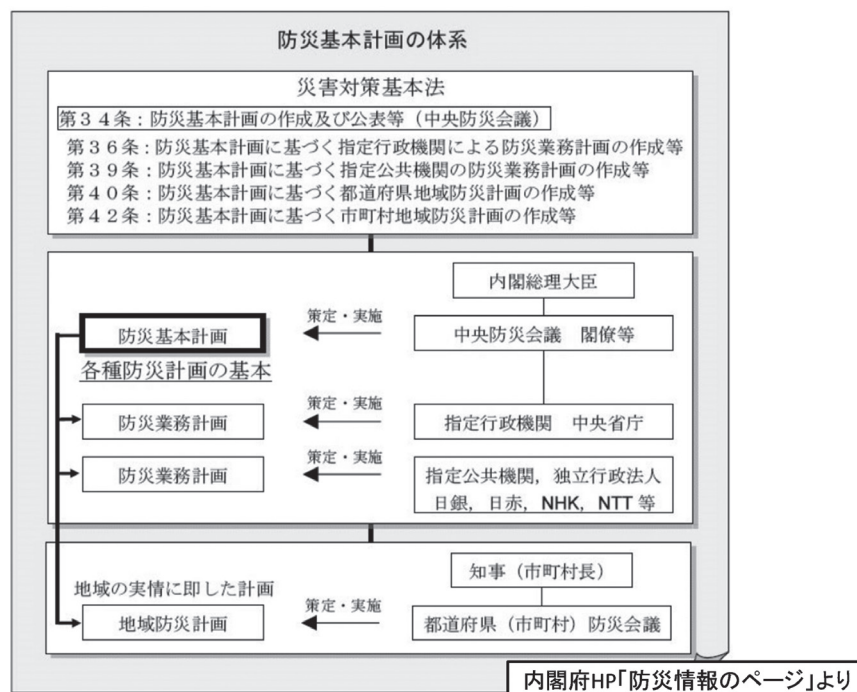 防災基本計画の体系
災害対策基本法
第34条:防災基本計画の作成及び公表等(中央防災会議)
第36条:防災基本計画に基づく指定行政機関による防災業務計画の作成等
第39条:防災基本計画に基づく指定公共機関の防災業務計画の作成等
第40条:防災基本計画に基づく都道府県地域防災計画の作成等
第42条:防災基本計画に基づく市町村地域防災計画の作成等
内閣総理大臣
防災基本計画
策定・実施
中央防災会議 閣僚等
各種防災計画の基本
防災業務計画
策定・実施
指定行政機関 中央省庁
防災業務計画
策定・実施
指定公共機関,独立行政法人
日銀,日赤,NHK,NTT 等
知事(市町村長)
地域の実情に即した計画
地域防災計画
策定・実施
都道府県(市町村)防災会議
内閣府HP「防災情報のページ」より